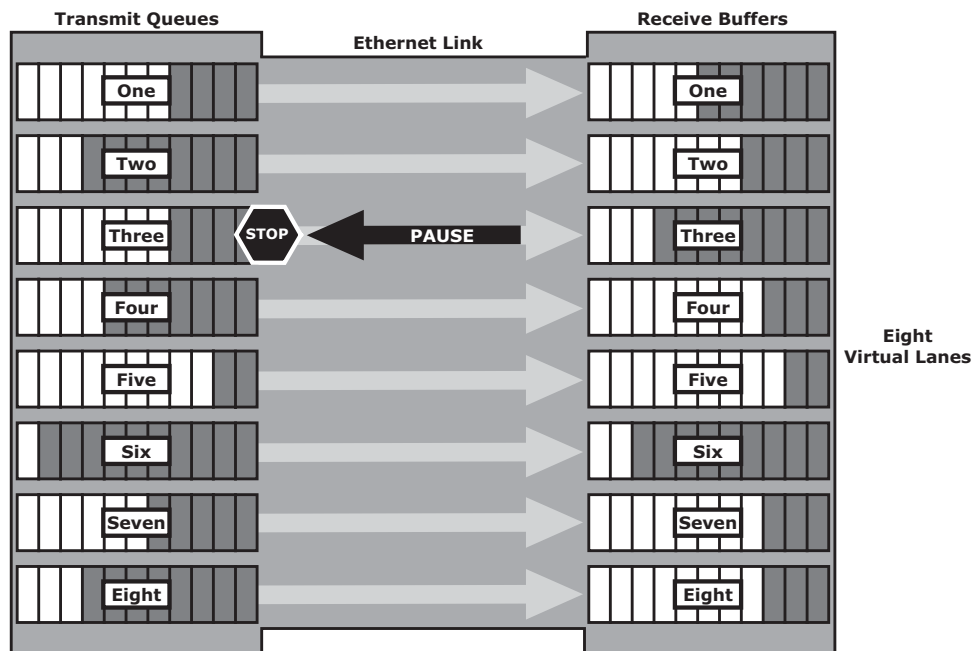 Transmit Queues
Receive Buffers
Ethernet Link
One
One
Two
Two
Three
STOP
PAUSE
Three
Four
Four
Five
Five
Six
Six
Seven
Seven
Eight
Eight
Eight
Virtual Lanes